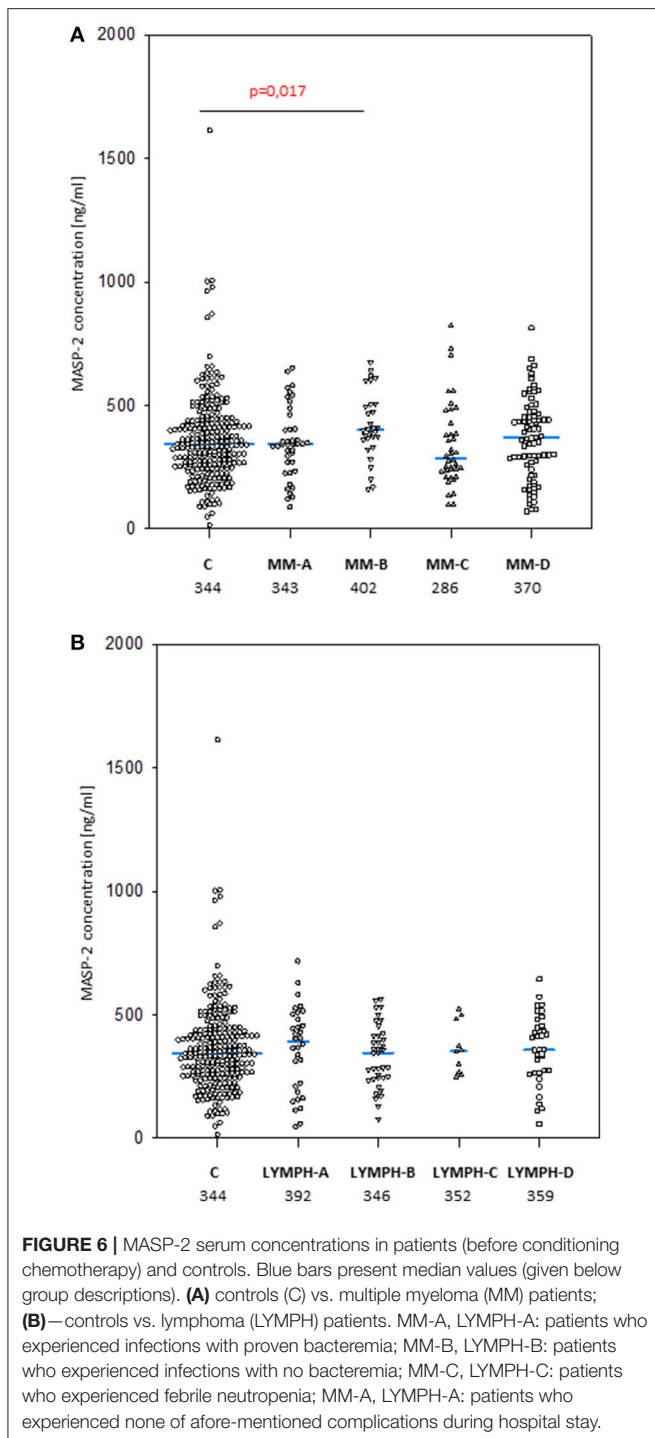 A
2000
p=0,017
1500
1000
500
0
MASP-2 concentration [ng/ml]
C MM-A MM-B MM-C MM-D
344 343 402 286 370
B
2000
1500
1000
500
0
MASP-2 concentration [ng/ml]
C LYMPH-A LYMPH-B LYMPH-C LYMPH-D
344 392 346 352 359
FIGURE 6 | MASP-2 serum concentrations in patients (before conditioning
chemotherapy) and controls. Blue bars present median values (given below
group descriptions). (A) controls (C) vs. multiple myeloma (MM) patients;
(B)—controls vs. lymphoma (LYMPH) patients. MM-A, LYMPH-A: patients who
experienced infections with proven bacteremia; MM-B, LYMPH-B: patients
who experienced infections with no bacteremia; MM-C, LYMPH-C: patients
who experienced febrile neutropenia; MM-A, LYMPH-A: patients who
experienced none of afore-mentioned complications during hospital stay.